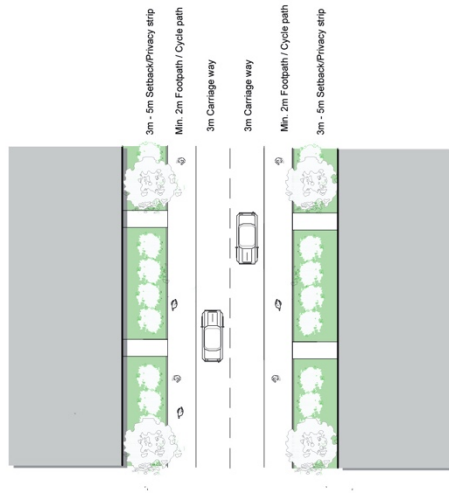 3m - 5m Setback/Privacy strip
Min. 2m Footpath / Cycle path
3m Carriage way
3m Carriage way
Min. 2m Footpath / Cycle path
3m - 5m Setback/Privacy strip